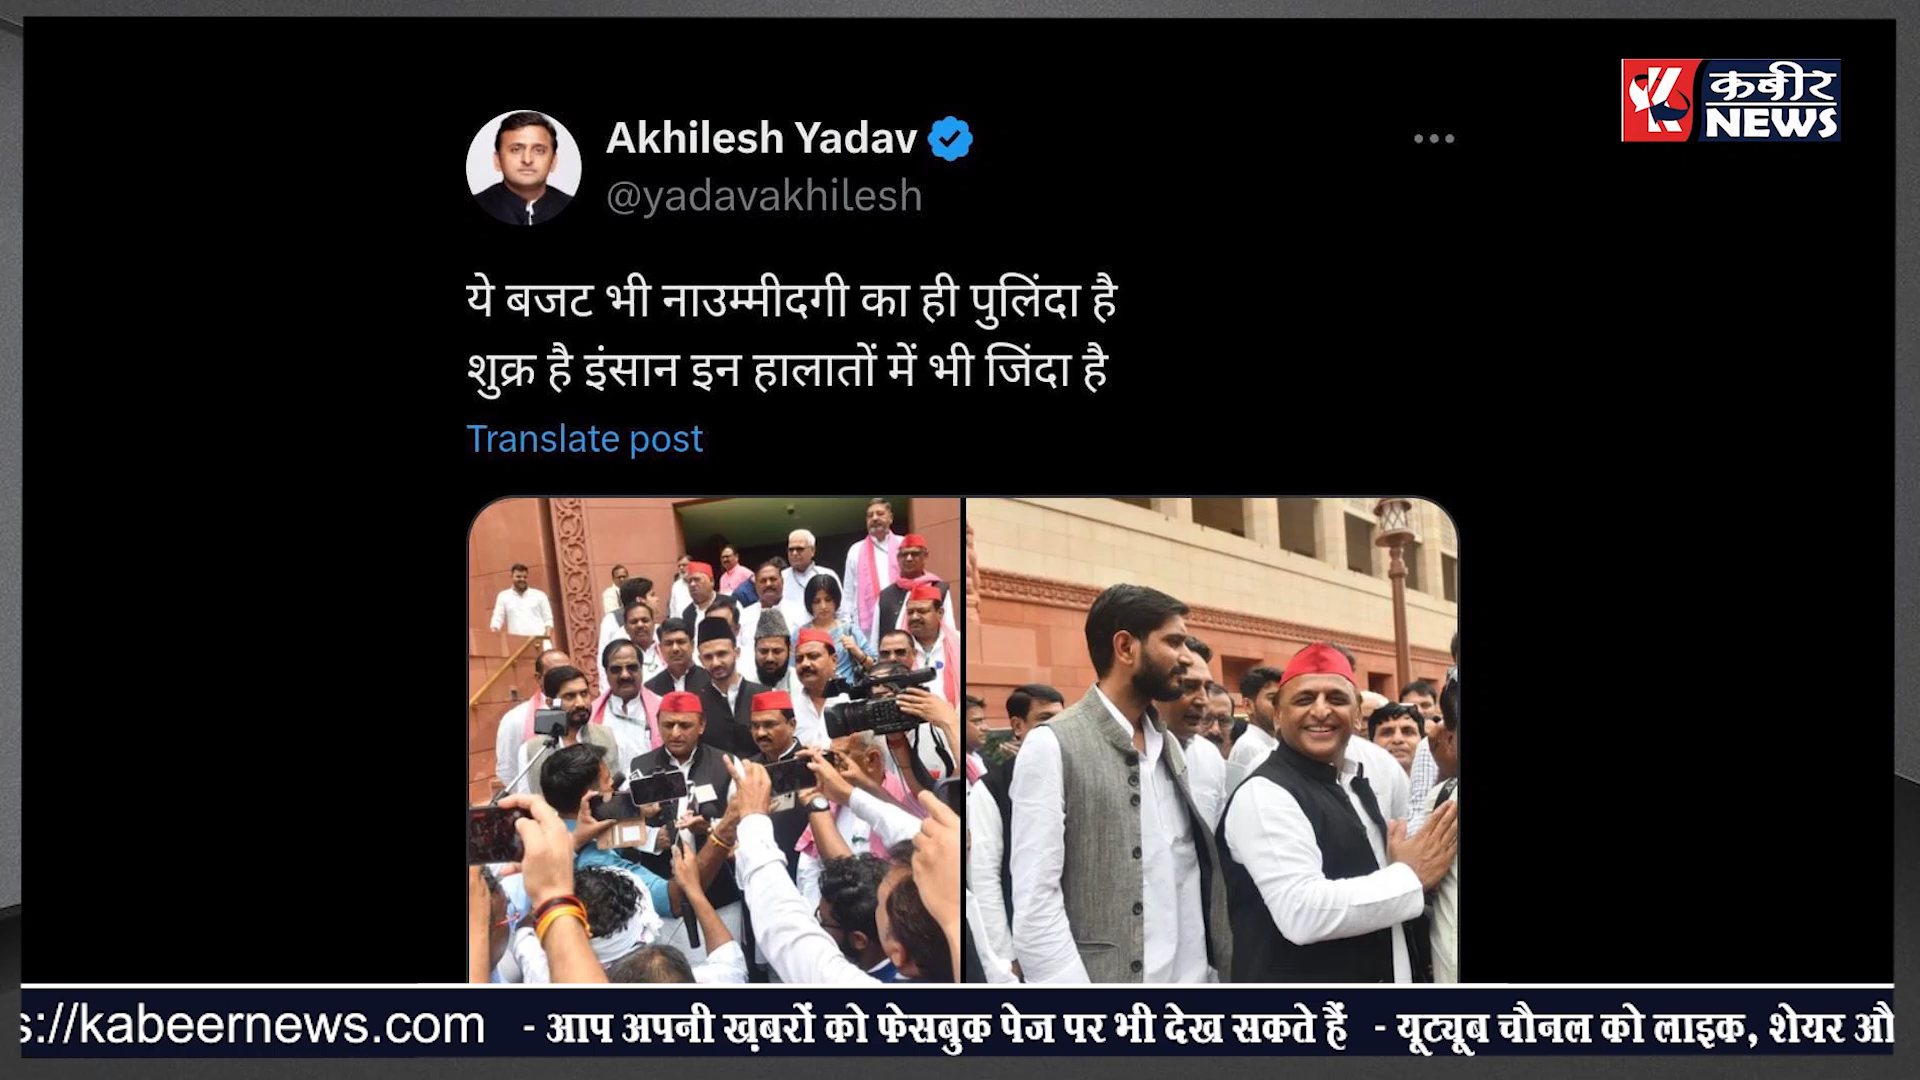 कबीर
NEWS
Akhilesh Yadav
@yadavakhilesh
ये बजट भी नाउम्मीदगी का ही पुलिंदा है
शुक्र है इंसान इन हालातों में भी जिंदा है
Translate post
s://kabeernews.com - आप अपनी ख़बरों को फेसबुक पेज पर भी देख सकते हैं - यूट्यूब चौनल को लाइक, शेयर औ